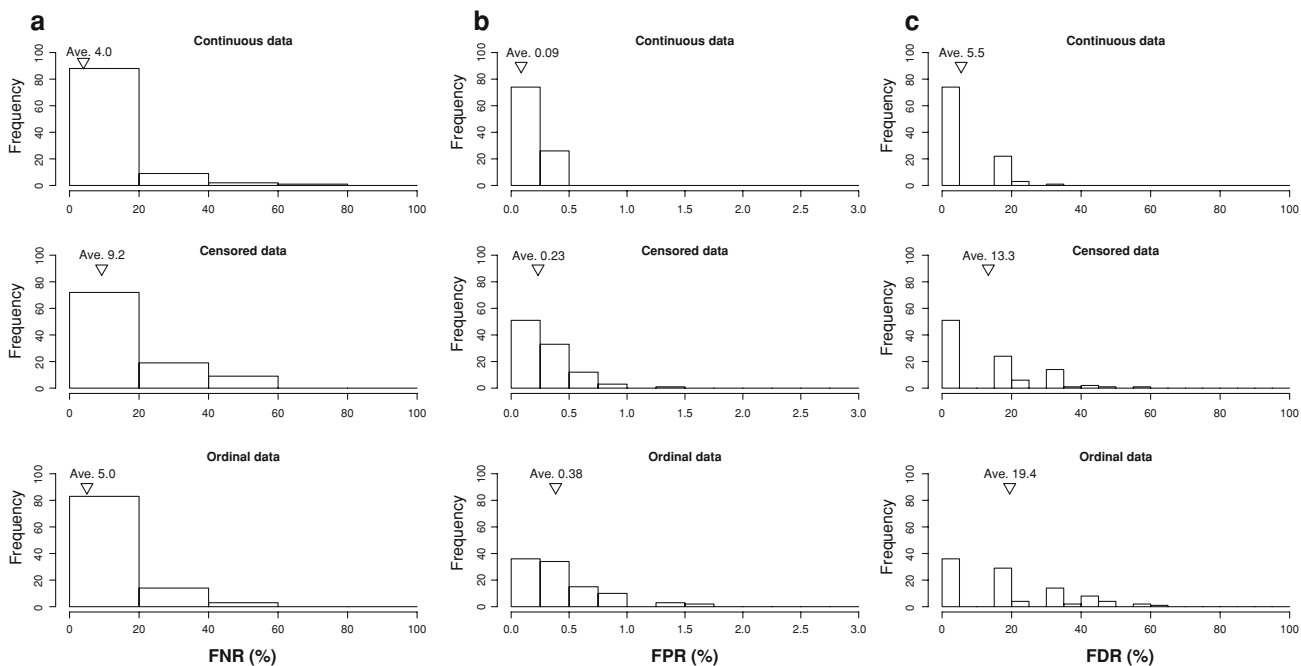 a
Continuous data
Ave. 4.0
Frequency
0 20 40 60 80 100
0 20 40 60 80 100
Censored data
Ave. 9.2
Frequency
0 20 40 60 80 100
0 20 40 60 80 100
Ordinal data
Ave. 5.0
Frequency
0 20 40 60 80 100
0 20 40 60 80 100
FNR (%)
b
Continuous data
Ave. 0.09
Frequency
0 20 40 60 80 100
0.0 0.5 1.0 1.5 2.0 2.5 3.0
Censored data
Ave. 0.23
Frequency
0 20 40 60 80 100
0.0 0.5 1.0 1.5 2.0 2.5 3.0
Ordinal data
Ave. 0.38
Frequency
0 20 40 60 80 100
0.0 0.5 1.0 1.5 2.0 2.5 3.0
FPR (%)
c
Continuous data
Ave. 5.5
Frequency
0 20 40 60 80 100
0 20 40 60 80 100
Censored data
Ave. 13.3
Frequency
0 20 40 60 80 100
0 20 40 60 80 100
Ordinal data
Ave. 19.4
Frequency
0 20 40 60 80 100
0 20 40 60 80 100
FDR (%)